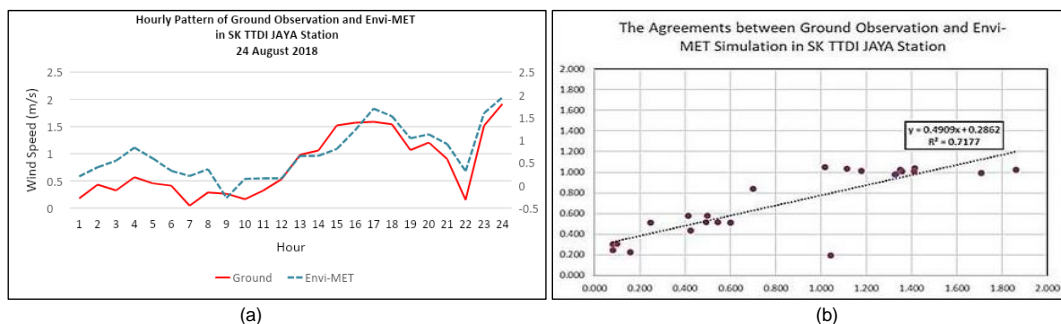 Hourly Pattern of Ground Observation and Envi-MET
in SK TTDI JAYA Station
24 August 2018
Wind Speed (m/s)
2.5
2
1.5
1
0.5
0
2.5
2
1.5
1
0.5
0
-0.5
1 2 3 4 5 6 7 8 9 10 11 12 13 14 15 16 17 18 19 20 21 22 23 24
Hour
Ground Envi-MET
(a)
The Agreements between Ground Observation and Envi-
MET Simulation in SK TTDI JAYA Station
2.000
1.800
1.600
1.400
1.200
1.000
0.800
0.600
0.400
0.200
0.000
y = 0.4909x + 0.2862
R² = 0.7177
0.000 0.200 0.400 0.600 0.800 1.000 1.200 1.400 1.600 1.800 2.000
(b)